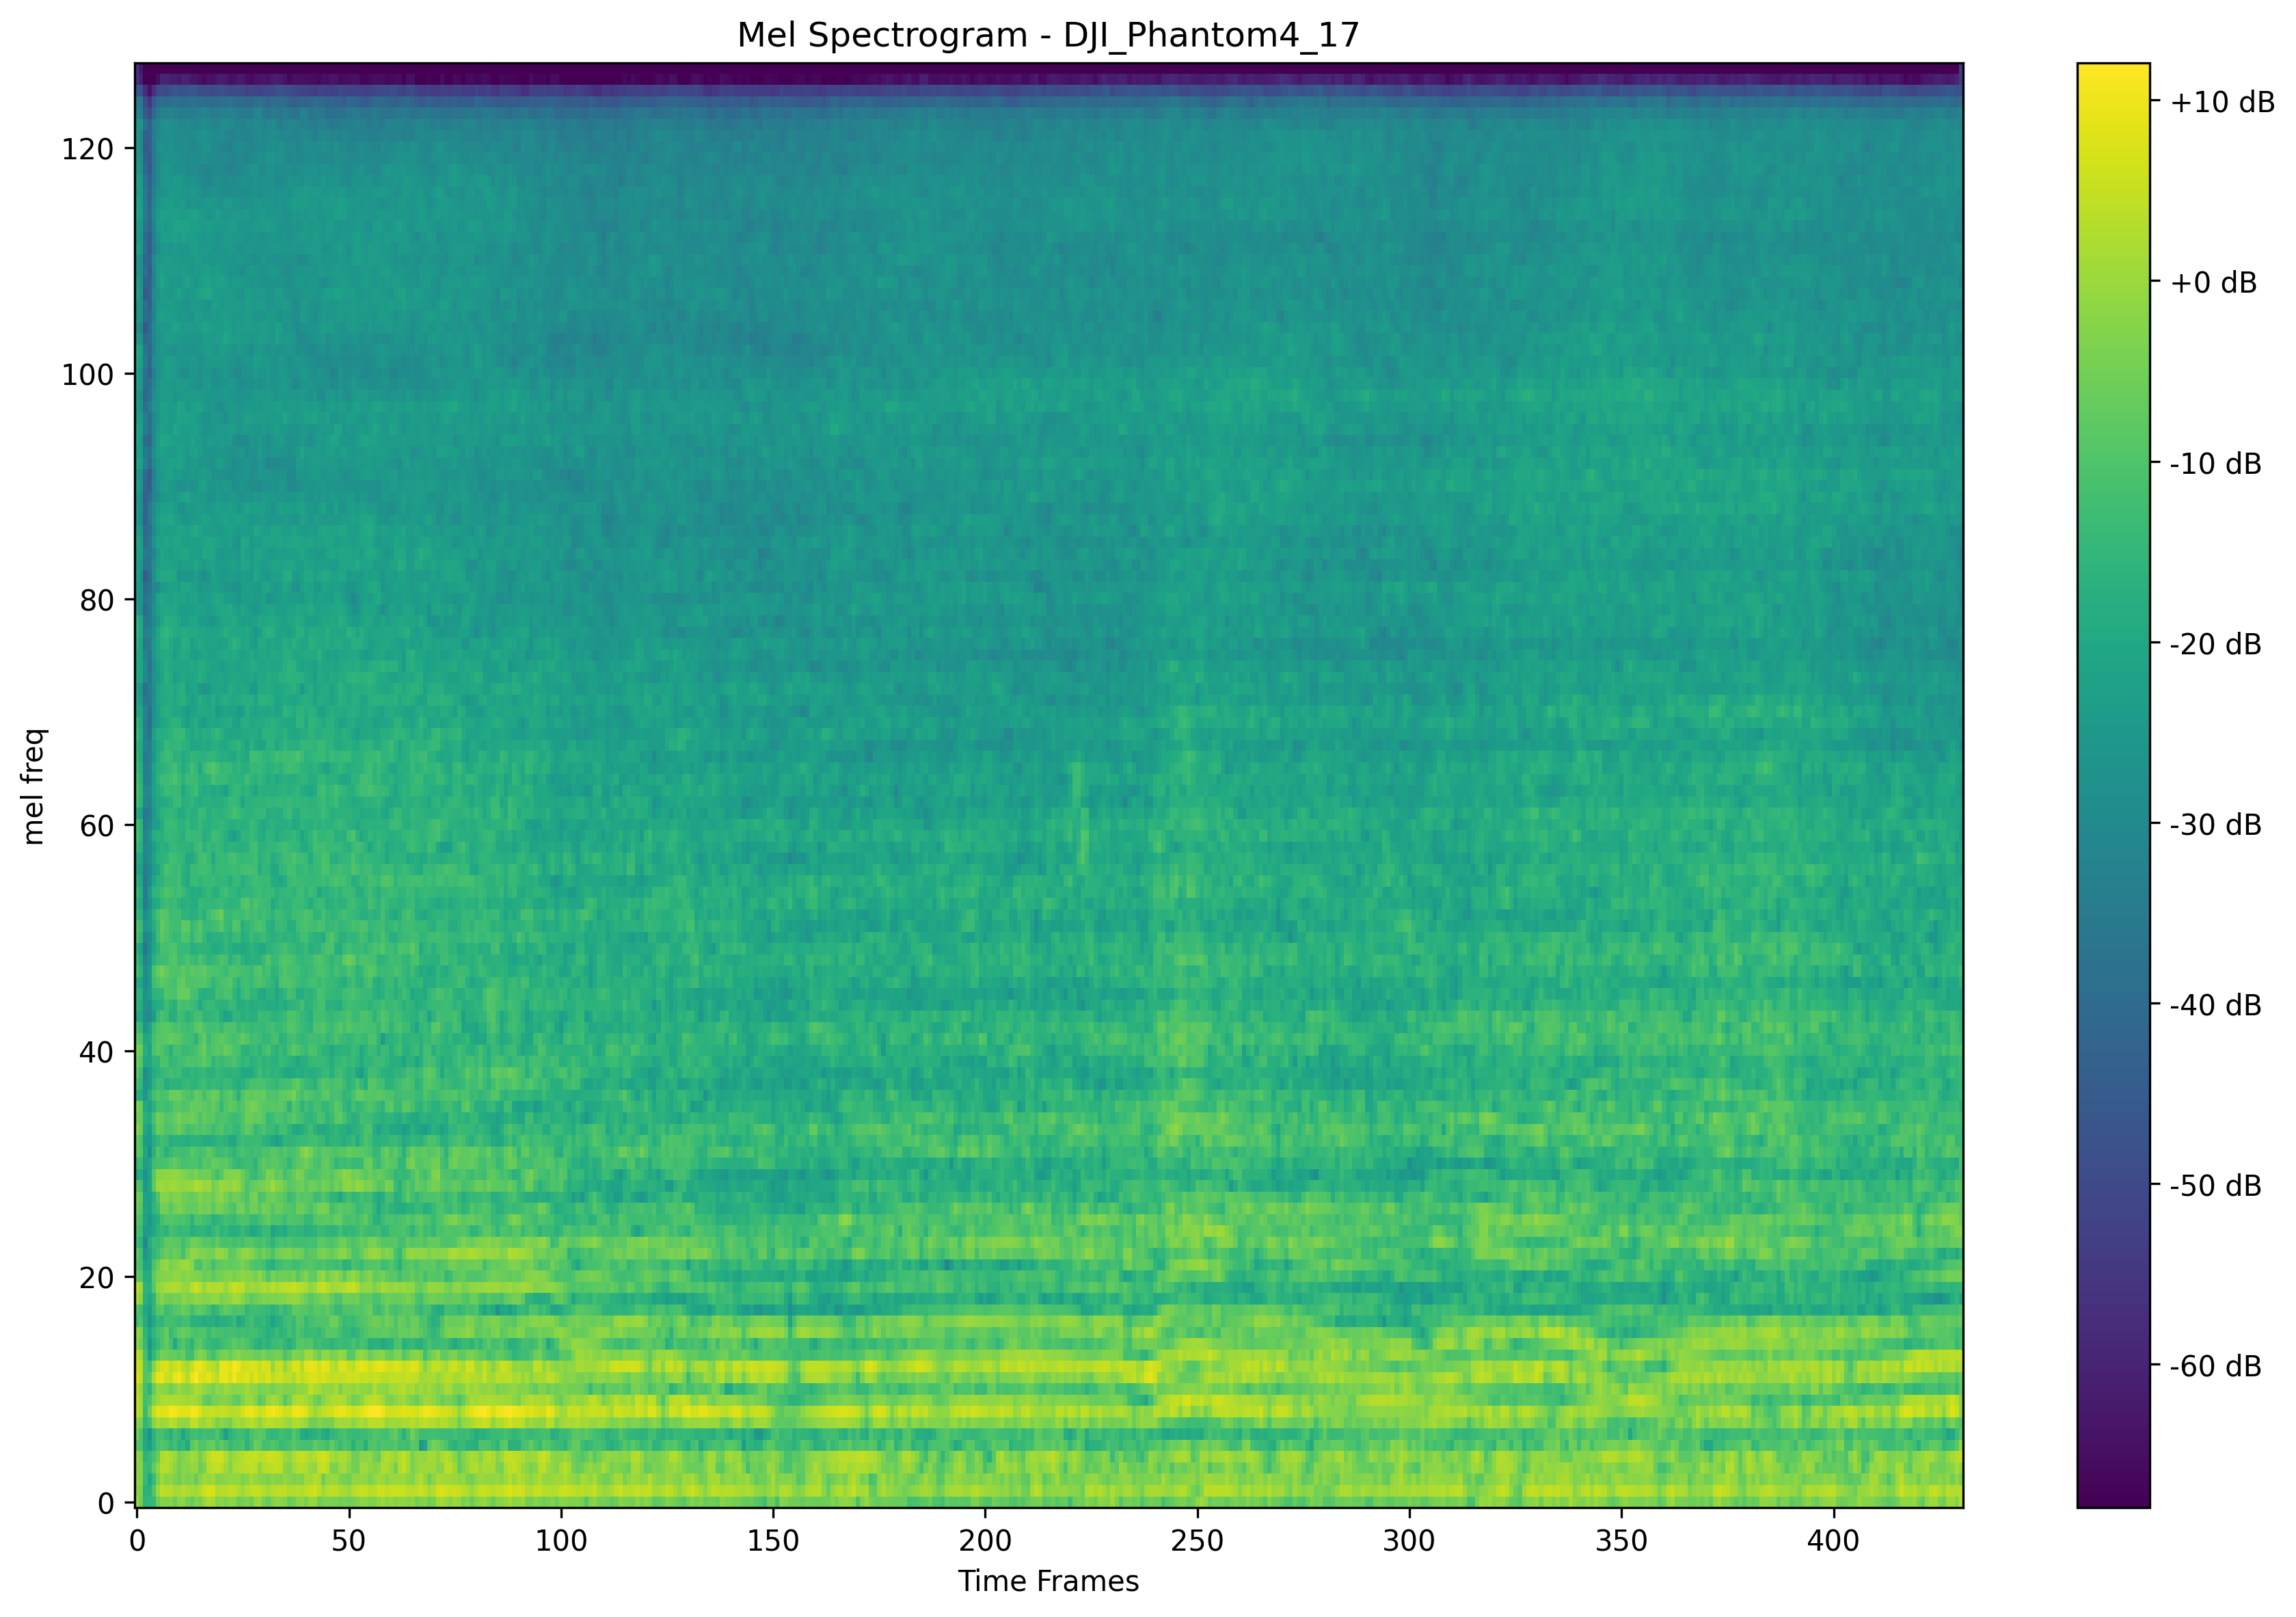 Mel Spectrogram - DJI_Phantom4_17
mel freq
120
100
80
60
40
20
0
0 50 100 150 200 250 300 350 400
Time Frames
+10 dB
+0 dB
-10 dB
-20 dB
-30 dB
-40 dB
-50 dB
-60 dB